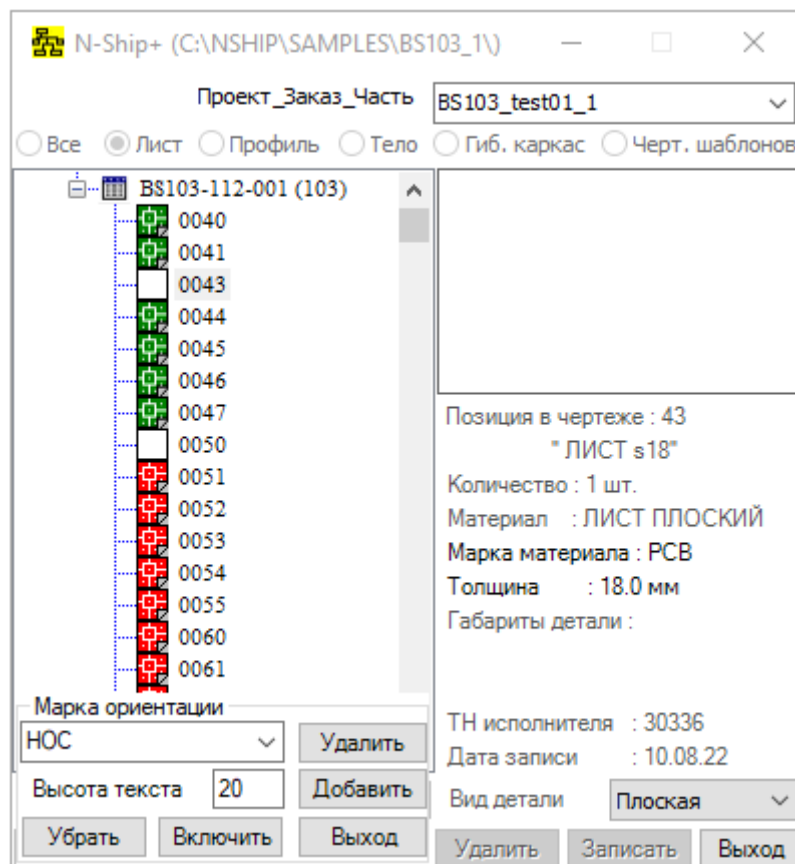 N-Ship+ (C:\NSHIP\SAMPLES\BS103_1\)
Проект_Заказ_Часть BS103_test01_1
Все Лист Профиль Тело Гиб. каркас Черт. шаблонов
BS103-112-001 (103)
0040
0041
0043
0044
0045
0046
0047
0050
0051
0052
0053
0054
0055
0060
0061
Позиция в чертеже : 43
" ЛИСТ s18"
Количество : 1 шт.
Материал : ЛИСТ ПЛОСКИЙ
Марка материала : PCB
Толщина : 18.0 мм
Габариты детали :
Марка ориентации
НОС Удалить
Высота текста 20 Добавить
Убрать Включить Выход
ТН исполнителя : 30336
Дата записи : 10.08.22
Вид детали Плоская
Удалить Записать Выход